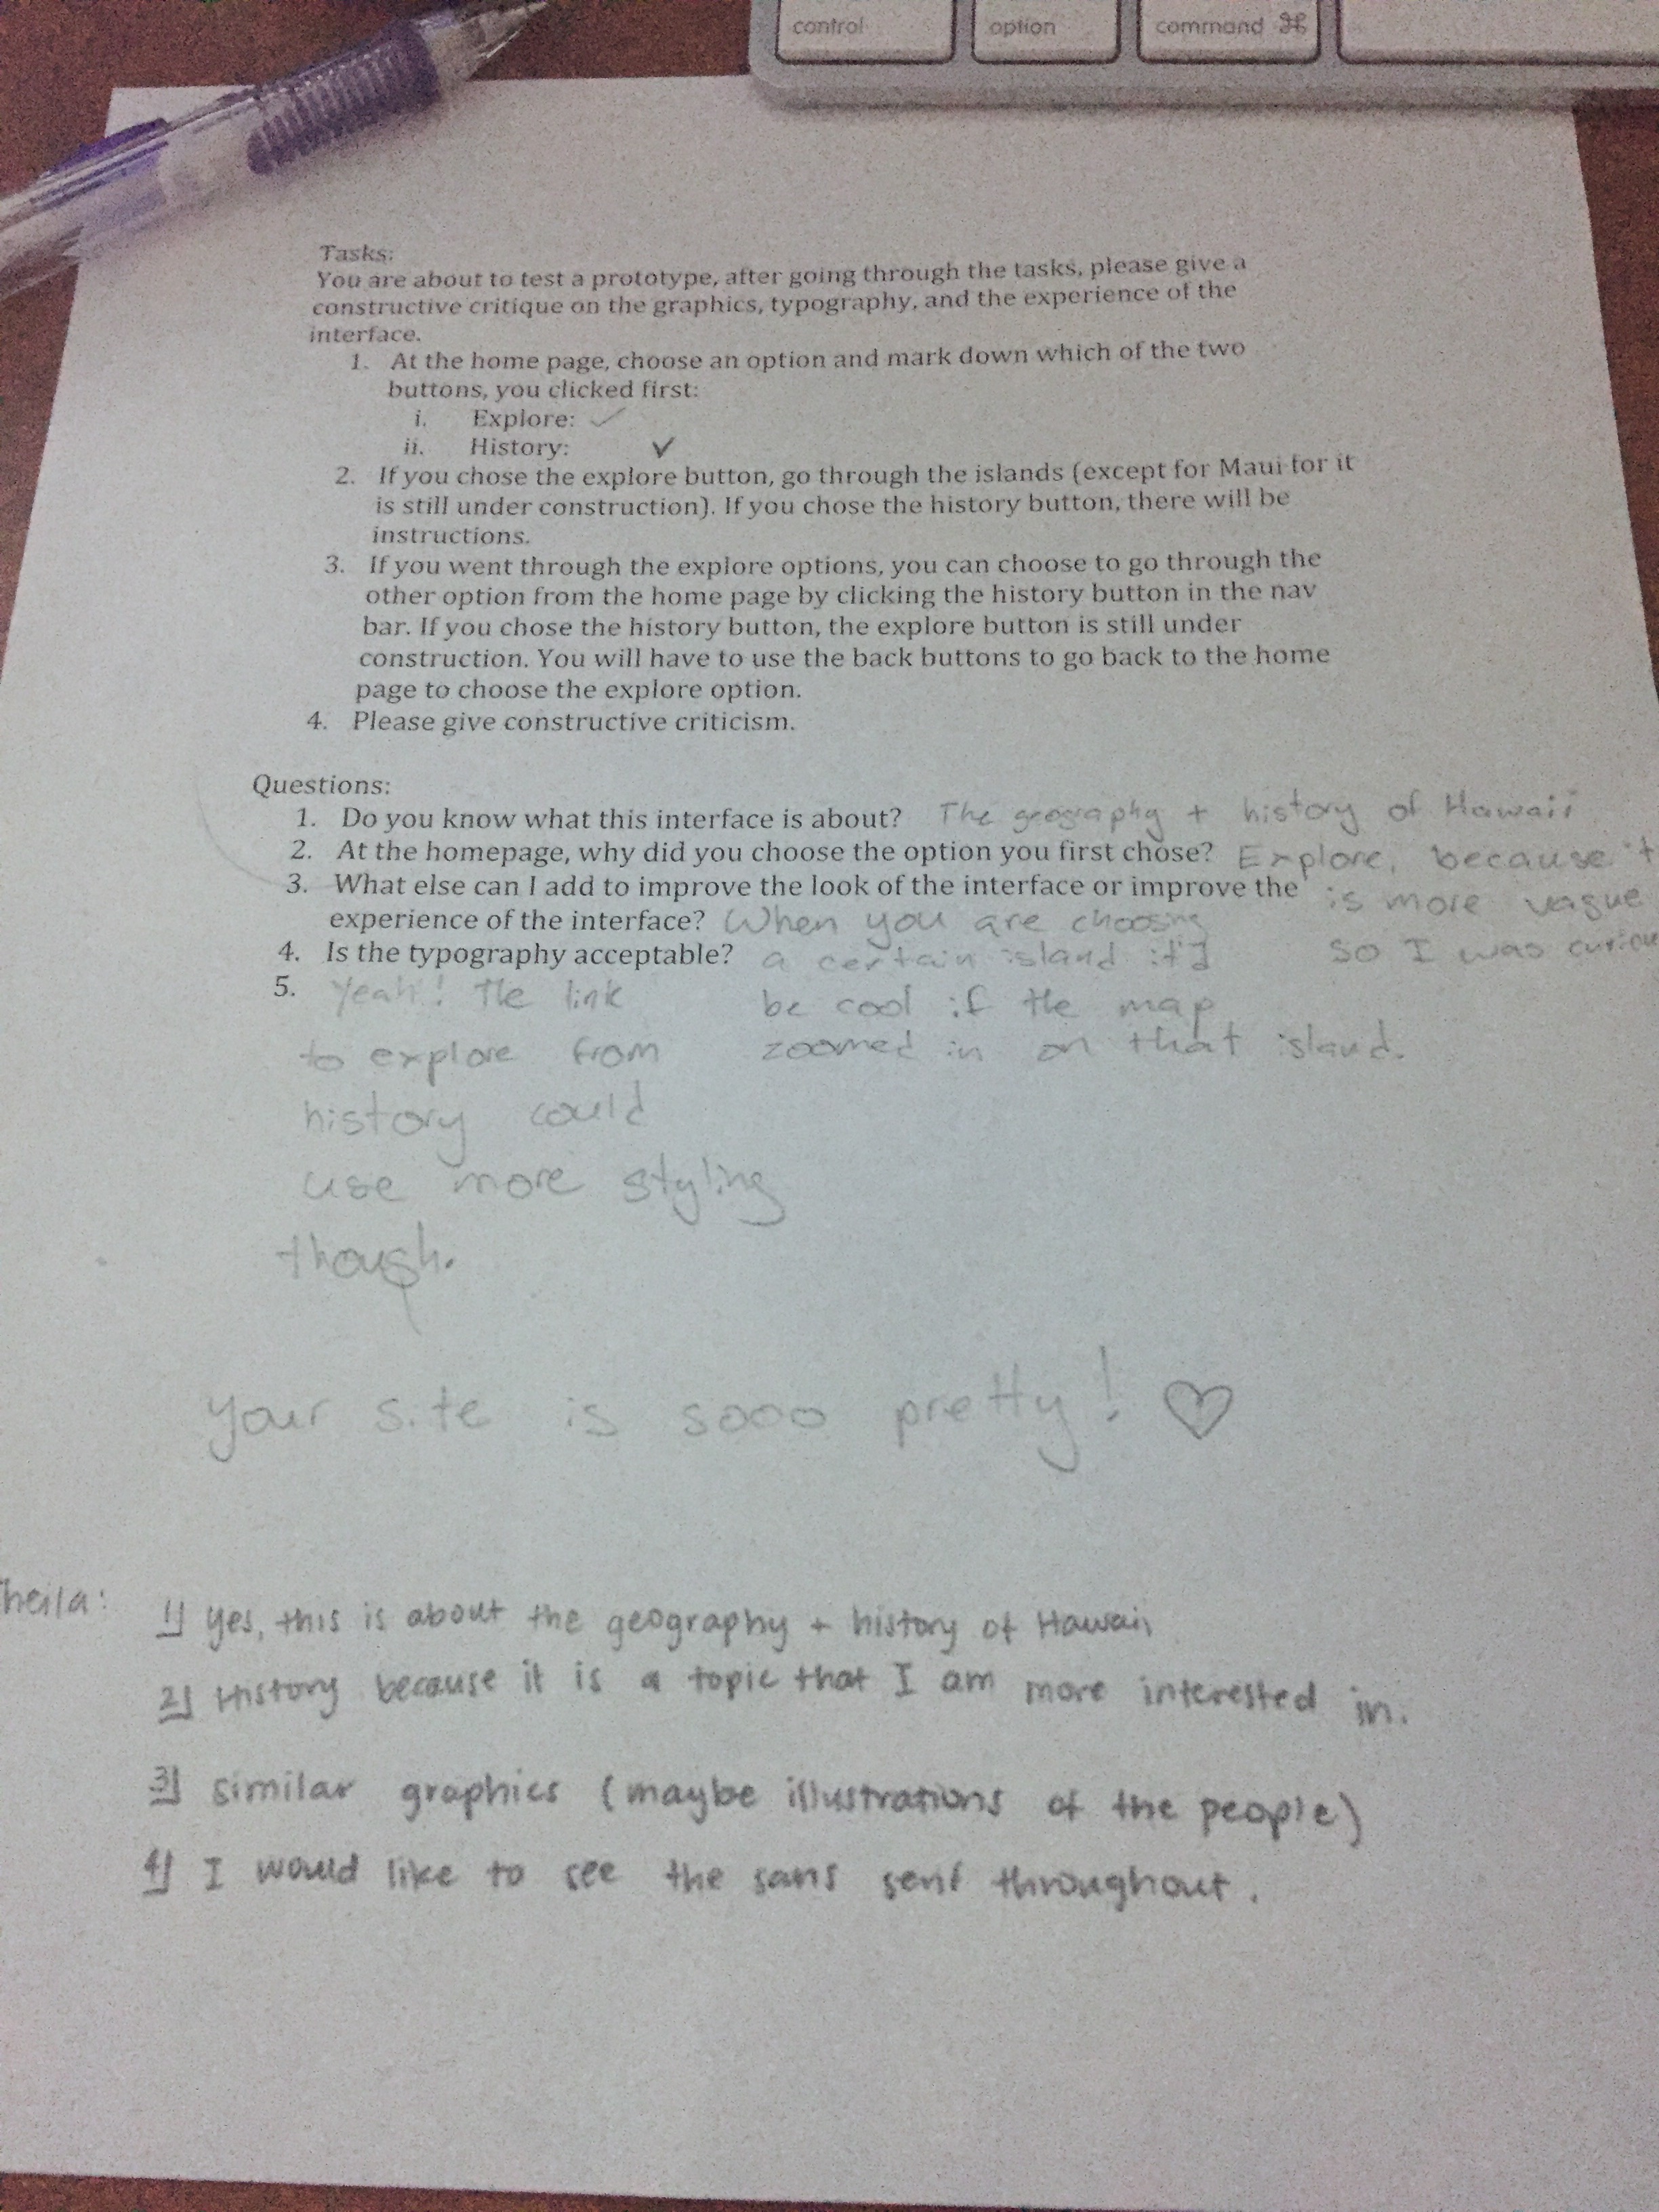 control option command ⌘
Tasks:
You are about to test a prototype, after going through the tasks, please give a
constructive critique on the graphics, typography, and the experience of the
interface.
1. At the home page, choose an option and mark down which of the two
buttons, you clicked first:
i. Explore: ✓
ii. History: ✓
2. If you chose the explore button, go through the islands (except for Maui for it
is still under construction). If you chose the history button, there will be
instructions.
3. If you went through the explore options, you can choose to go through the
other option from the home page by clicking the history button in the nav
bar. If you chose the history button, the explore button is still under
construction. You will have to use the back buttons to go back to the home
page to choose the explore option.
4. Please give constructive criticism.
Questions:
1. Do you know what this interface is about? The geography + history of Hawaii
2. At the homepage, why did you choose the option you first chose? Explore, because
is more vague
so I was
3. What else can I add to improve the look of the interface or improve the
experience of the interface? When you are choosing
a certain island it'd
be cool if the map
zoomed in on that island.
4. Is the typography acceptable?
5. Yeah! The link
to explore from
history could
use more styling
though.
your site is sooo pretty! ♡
heila:
1) yes, this is about the geography + history of Hawaii
2) History because it is a topic that I am more interested in.
3) similar graphics (maybe illustrations of the people)
4) I would like to see the sans serif throughout.